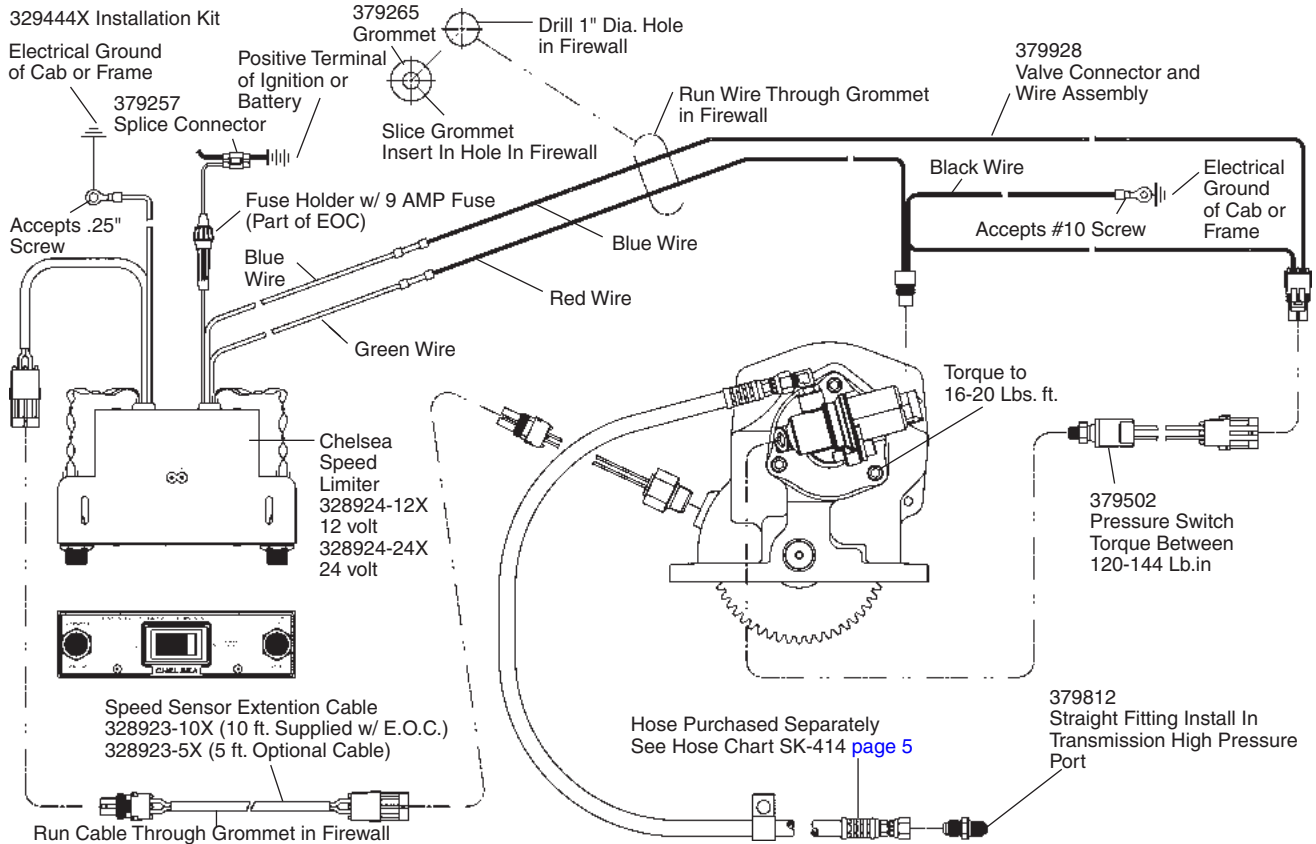 329444X Installation Kit
Electrical Ground
of Cab or Frame
379257
Splice Connector
Positive Terminal
of Ignition or
Battery
379265
Grommet
Drill 1" Dia. Hole
in Firewall
Slice Grommet
Insert In Hole In Firewall
Run Wire Through Grommet
in Firewall
379928
Valve Connector and
Wire Assembly
Accepts .25"
Screw
Fuse Holder w/ 9 AMP Fuse
(Part of EOC)
Blue
Wire
Blue Wire
Black Wire
Electrical
Ground
of Cab or
Frame
Accepts #10 Screw
Red Wire
Green Wire
Torque to
16-20 Lbs. ft.
Chelsea
Speed
Limiter
328924-12X
12 volt
328924-24X
24 volt
379502
Pressure Switch
Torque Between
120-144 Lb.in
CHELSEA
Speed Sensor Extention Cable
328923-10X (10 ft. Supplied w/ E.O.C.)
328923-5X (5 ft. Optional Cable)
Run Cable Through Grommet in Firewall
Hose Purchased Separately
See Hose Chart SK-414 page 5
379812
Straight Fitting Install In
Transmission High Pressure
Port